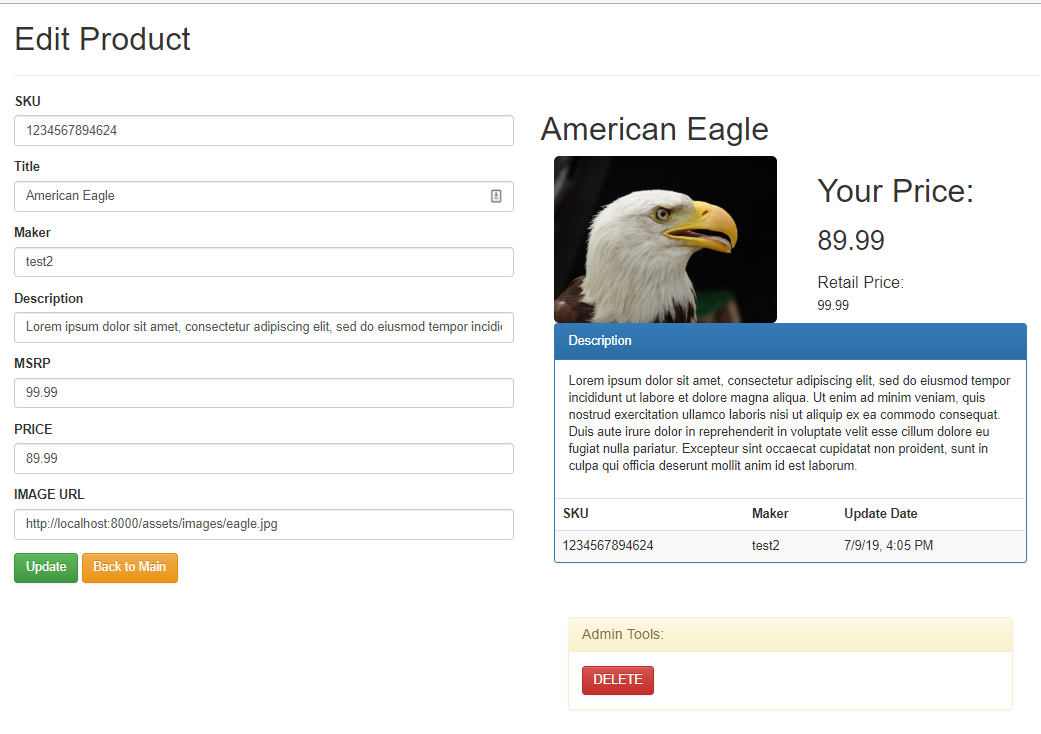 Edit Product
SKU
1234567894624
Title
American Eagle
Maker
test2
Description
Lorem ipsum dolor sit amet, consectetur adipiscing elit, sed do eiusmod tempor
MSRP
99.99
PRICE
89.99
IMAGE URL
http://localhost:8000/assets/images/eagle.jpg
Update Back to Main
American Eagle
Your Price:
89.99
Retail Price:
99.99
Description
Lorem ipsum dolor sit amet, consectetur adipiscing elit, sed do eiusmod tempor
incididunt ut labore et dolore magna aliqua. Ut enim ad minim veniam, quis
nostrud exercitation ullamco laboris nisi ut aliquip ex ea commodo consequat.
Duis aute irure dolor in reprehenderit in voluptate velit esse cillum dolore eu
fugiat nulla pariatur. Excepteur sint occaecat cupidatat non proident, sunt in
culpa qui officia deserunt mollit anim id est laborum.
SKU Maker Update Date
1234567894624 test2 7/9/19, 4:05 PM
Admin Tools:
DELETE